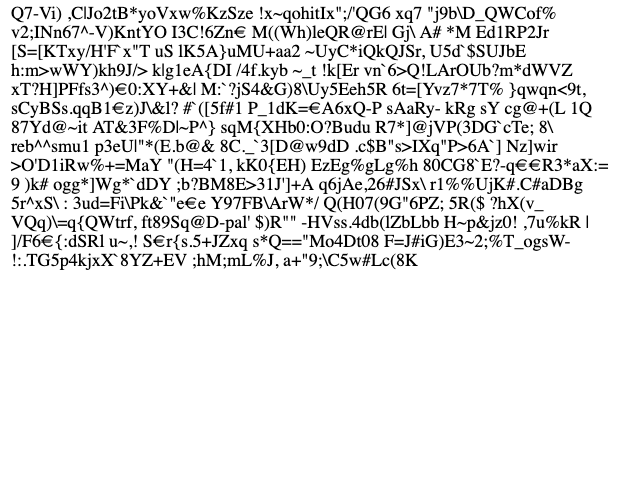 Q7-Vi) ,C|Jo2tB*yoVxw%KzSze !x~qohitIx";/'QG6 xq7 "j9b\D_QWCof%
v2;INn67^-V)KntYO I3C!6Zn€ M((Wh)leQR@rE| Gj\ A# *M Ed1RP2Jr
[S=[KTxy/H'F`x"T uS lK5A}uMU+aa2 ~UyC*iQkQJSr, U5d`$SUJbE
h:m>wWY)kh9J/> k|g1eA{DI /4f.kyb ~_t !k[Er vn`6>Q!LArOUb?m*dWVZ
xT?H]PFfs3^)€0:XY+&l M:`?jS4&G)8\Uy5Eeh5R 6t=[Yvz7*7T% }qwqn<9t,
sCyBSs.qqB1€z)J\&l? #`([5f#1 P_1dK=€A6xQ-P sAaRy- kRg sY cg@+(L 1Q
87Yd@~it AT&3F%D|~P^} sqM{XHb0:O?Budu R7*]@jVP(3DG`cTe; 8\
reb^^smu1 p3eU|"*(E.b@& 8C._`3[D@w9dD .c$B"s>IXq"P>6A`] Nz]wir
>O'D1iRw%+=MaY "(H=4`1, kK0{EH) EzEg%gLg%h 80CG8`E?-q€€R3*aX:=
9 )k# ogg*]Wg*`dDY ;b?BM8E>31J']+A q6jAe,26#JSx\ r1%%UjK#.C#aDBg
5r^xS\ : 3ud=Fi\Pk&`"e€e Y97FB\ArW*/ Q(H07(9G"6PZ; 5R($ ?hX(v_
VQq)\=q{QWtrf, ft89Sq@D-pal' $)R"" -HVss.4db(lZbLbb H~p&jz0! ,7u%kR |
]/F6€{:dSRl u~,! S€r{s.5+JZxq s*Q=="Mo4Dt08 F=J#iG)E3~2;%T_ogsW-
!:.TG5p4kjxX`8YZ+EV ;hM;mL%J, a+"9;\C5w#Lc(8K